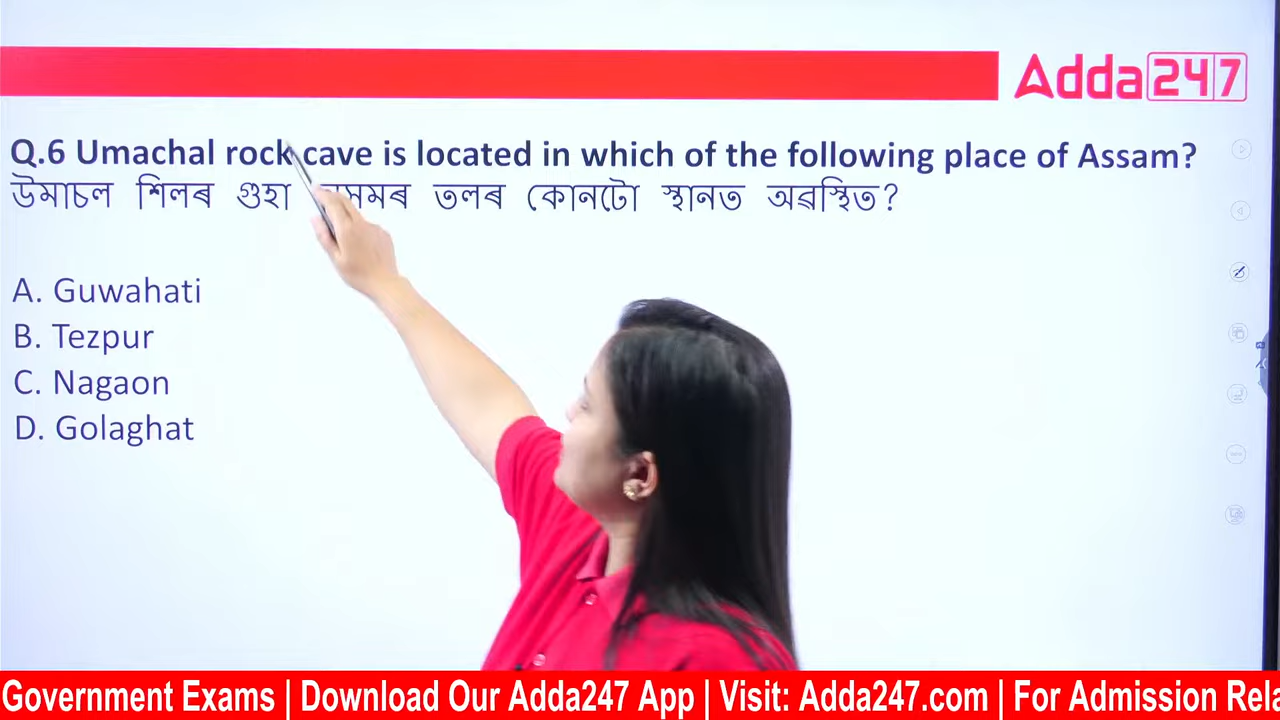 Adda247
Q.6 Umachal rock cave is located in which of the following place of Assam?
উমাচল শিলৰ গুহা তলৰ কোনটো স্থানত অৱস্থিত?
A. Guwahati
B. Tezpur
C. Nagaon
D. Golaghat
Government Exams | Download Our Adda247 App | Visit: Adda247.com | For Admission